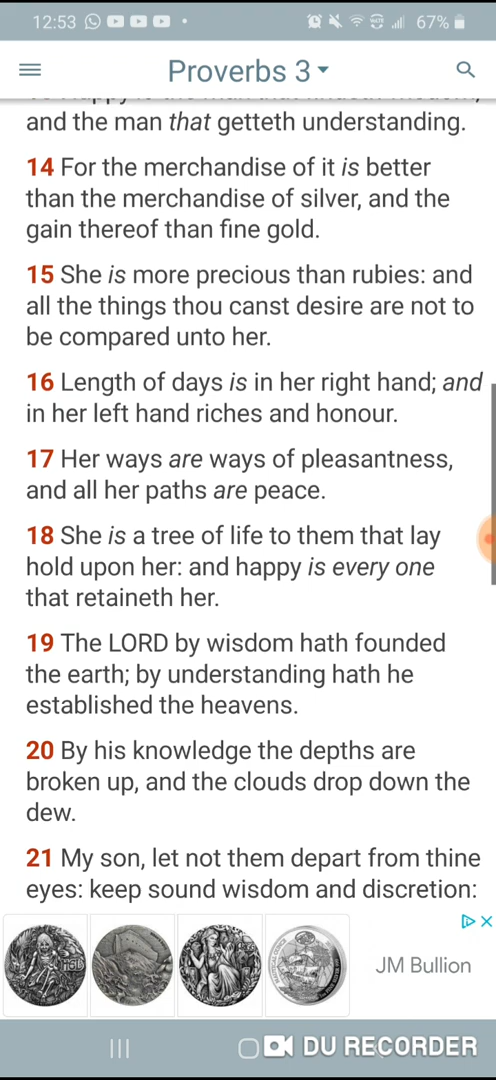 12:53
67%
Proverbs 3
and the man that getteth understanding.
14 For the merchandise of it is better
than the merchandise of silver, and the
gain thereof than fine gold.
15 She is more precious than rubies: and
all the things thou canst desire are not to
be compared unto her.
16 Length of days is in her right hand; and
in her left hand riches and honour.
17 Her ways are ways of pleasantness,
and all her paths are peace.
18 She is a tree of life to them that lay
hold upon her: and happy is every one
that retaineth her.
19 The LORD by wisdom hath founded
the earth; by understanding hath he
established the heavens.
20 By his knowledge the depths are
broken up, and the clouds drop down the
dew.
21 My son, let not them depart from thine
eyes: keep sound wisdom and discretion:
JM Bullion
DU RECORDER